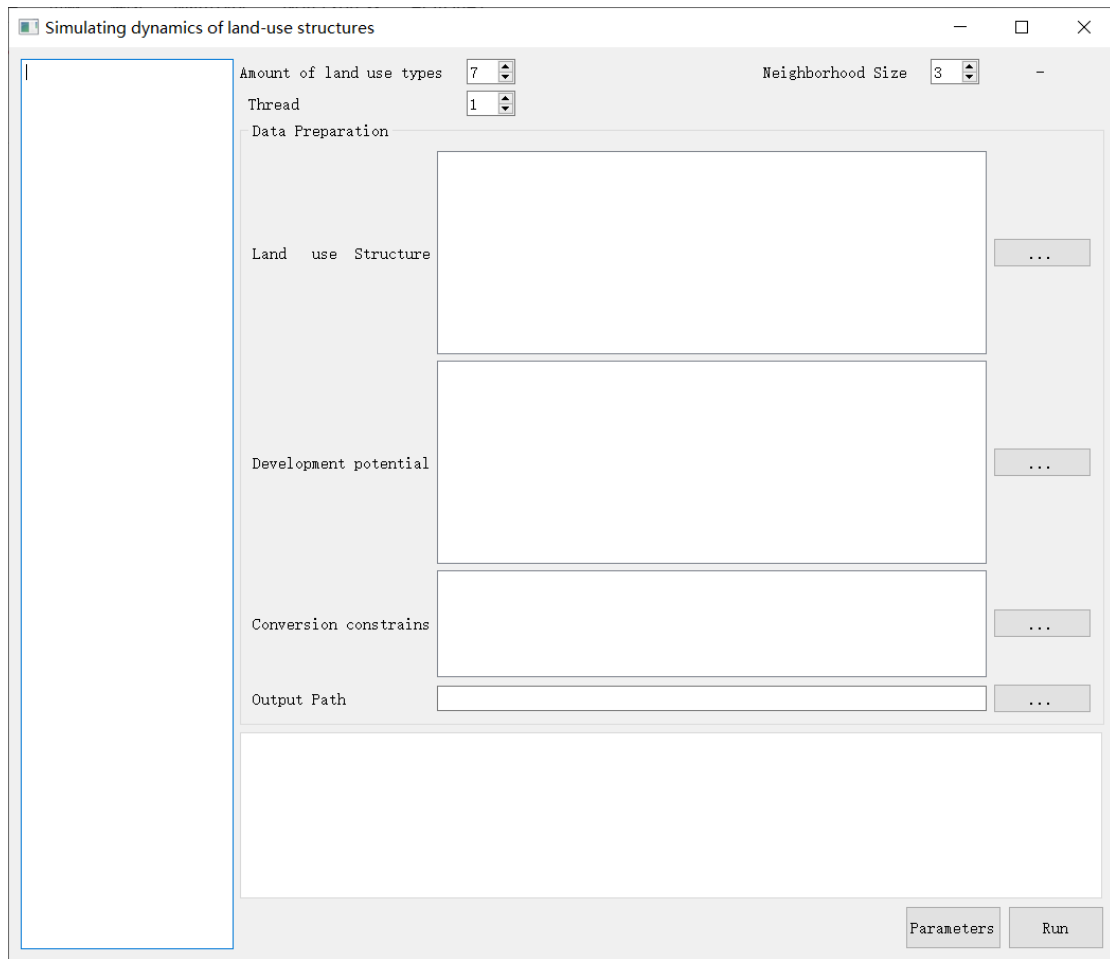 Simulating dynamics of land-use structures
Amount of land use types 7 Neighborhood Size 3 -
Thread 1
Data Preparation
Land use Structure ...
Development potential ...
Conversion constrains ...
Output Path ...
Parameters Run